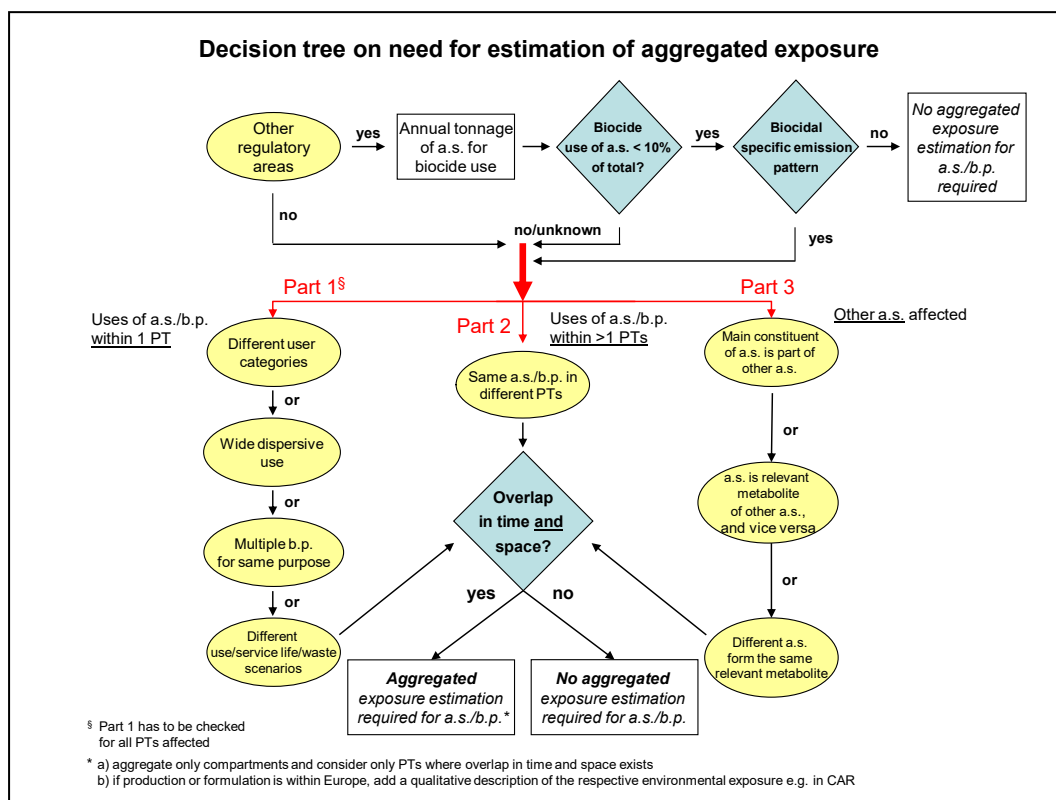 Decision tree on need for estimation of aggregated exposure
Other
regulatory
areas
yes
Annual tonnage
of a.s. for
biocide use
Biocide
use of a.s. < 10%
of total?
yes
Biocidal
specific emission
pattern
no
No aggregated
exposure
estimation for
a.s./b.p.
required
no
no/unknown
yes
Part 1§
Part 2
Part 3
Uses of a.s./b.p.
within 1 PT
Uses of a.s./b.p.
within >1 PTs
Other a.s. affected
Different user
categories
or
Wide dispersive
use
or
Multiple b.p.
for same purpose
or
Different
use/service life/waste
scenarios
Same a.s./b.p. in
different PTs
Overlap
in time and
space?
yes
no
Aggregated
exposure estimation
required for a.s./b.p.*
No aggregated
exposure estimation
required for a.s./b.p.
Main constituent
of a.s. is part of
other a.s.
or
a.s. is relevant
metabolite
of other a.s.,
and vice versa
or
Different a.s.
form the same
relevant metabolite
§ Part 1 has to be checked
for all PTs affected
* a) aggregate only compartments and consider only PTs where overlap in time and space exists
b) if production or formulation is within Europe, add a qualitative description of the respective environmental exposure e.g. in CAR